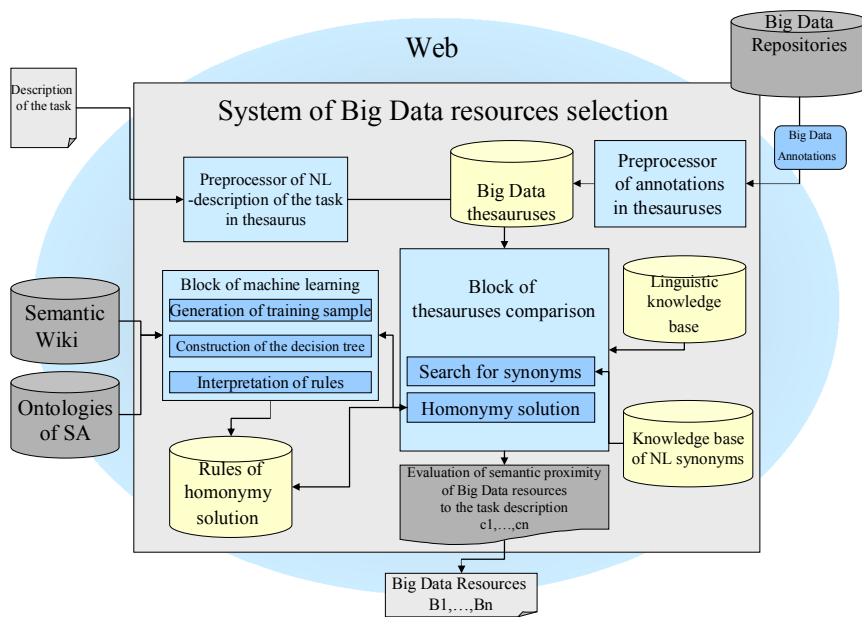 Web
Big Data
Repositories
Description
of the task
System of Big Data resources selection
Big Data
Annotations
Preprocessor of NL
-description of the task
in thesaurus
Big Data
thesauruses
Preprocessor
of annotations
in thesauruses
Block of machine learning
Generation of training sample
Construction of the decision tree
Interpretation of rules
Block of
thesauruses comparison
Search for synonyms
Homonymy solution
Linguistic
knowledge
base
Semantic
Wiki
Ontologies
of SA
Rules of
homonymy
solution
Knowledge base
of NL synonyms
Evaluation of semantic proximity
of Big Data resources
to the task description
c1,…,cn
Big Data Resources
B1,…,Bn